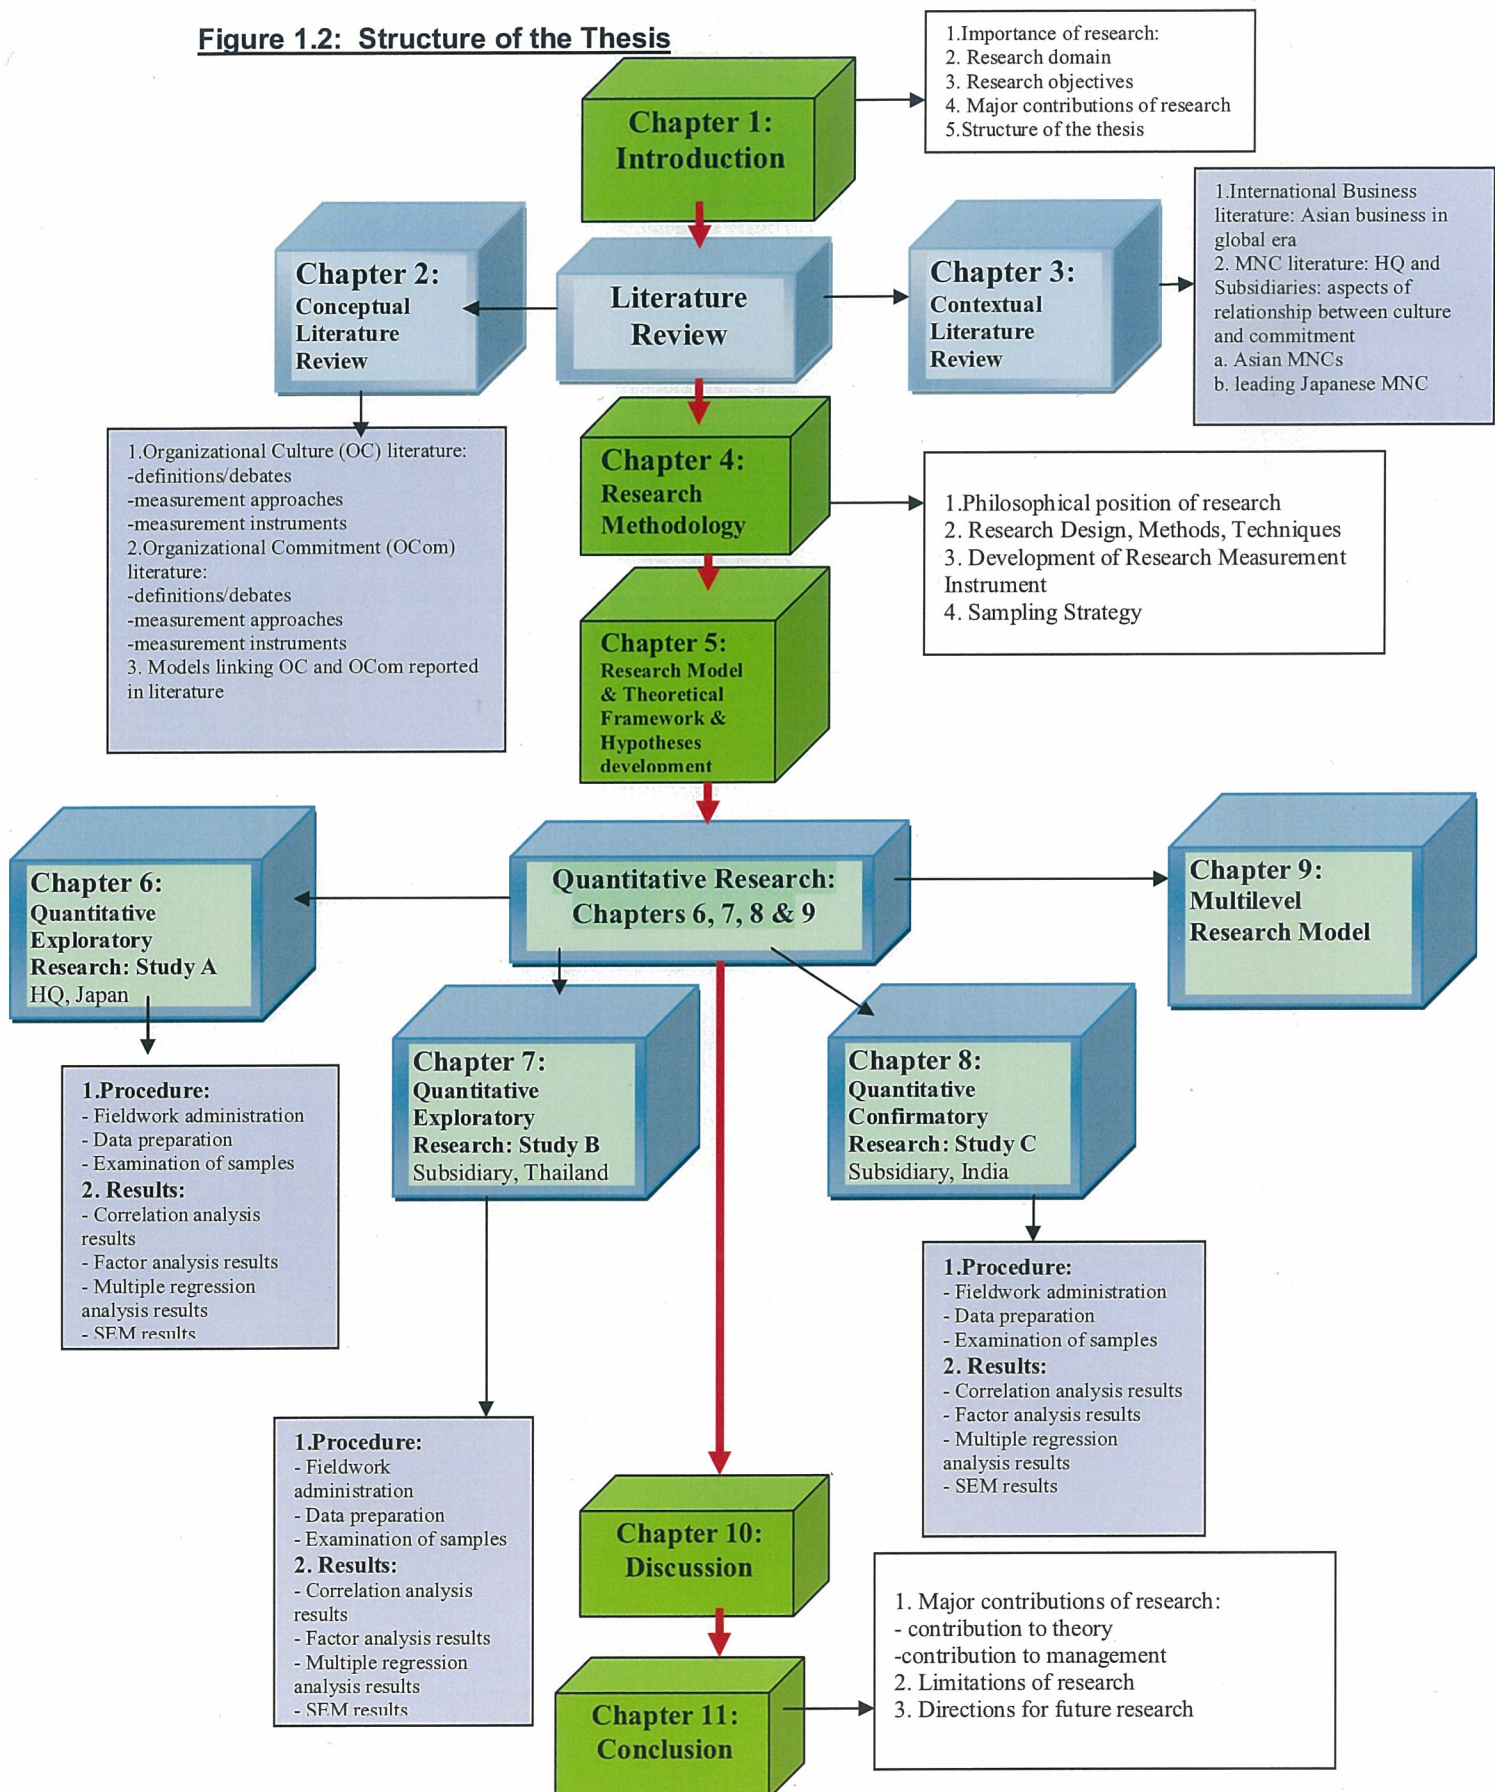 Figure 1.2:  Structure of the Thesis
Chapter 1:
Introduction
1.Importance of research:
2. Research domain
3. Research objectives
4. Major contributions of research
5.Structure of the thesis
Chapter 2:
Conceptual
Literature
Review
Literature
Review
Chapter 3:
Contextual
Literature
Review
1.International Business
literature: Asian business in
global era
2. MNC literature: HQ and
Subsidiaries: aspects of
relationship between culture
and commitment
a. Asian MNCs
b. leading Japanese MNC
1.Organizational Culture (OC) literature:
-definitions/debates
-measurement approaches
-measurement instruments
2.Organizational Commitment (OCom)
literature:
-definitions/debates
-measurement approaches
-measurement instruments
3. Models linking OC and OCom reported
in literature
Chapter 4:
Research
Methodology
1.Philosophical position of research
2. Research Design, Methods, Techniques
3. Development of Research Measurement
Instrument
4. Sampling Strategy
Chapter 5:
Research Model
& Theoretical
Framework &
Hypotheses
development
Quantitative Research:
Chapters 6, 7, 8 & 9
Chapter 6:
Quantitative
Exploratory
Research: Study A
HQ, Japan
Chapter 9:
Multilevel
Research Model
Chapter 7:
Quantitative
Exploratory
Research: Study B
Subsidiary, Thailand
Chapter 8:
Quantitative
Confirmatory
Research: Study C
Subsidiary, India
1.Procedure:
- Fieldwork administration
- Data preparation
- Examination of samples
2. Results:
- Correlation analysis
results
- Factor analysis results
- Multiple regression
analysis results
- SEM results
1.Procedure:
- Fieldwork
administration
- Data preparation
- Examination of samples
2. Results:
- Correlation analysis
results
- Factor analysis results
- Multiple regression
analysis results
- SEM results
1.Procedure:
- Fieldwork administration
- Data preparation
- Examination of samples
2. Results:
- Correlation analysis results
- Factor analysis results
- Multiple regression
analysis results
- SEM results
Chapter 10:
Discussion
Chapter 11:
Conclusion
1. Major contributions of research:
- contribution to theory
-contribution to management
2. Limitations of research
3. Directions for future research